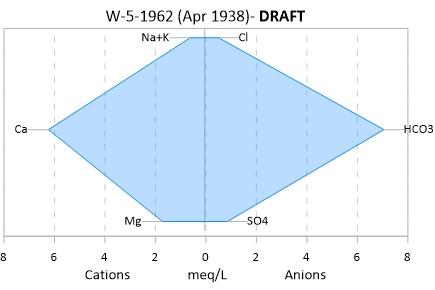 W-5-1962 (Apr 1938)- DRAFT
Na+K Cl
Ca HCO3
Mg SO4
8 6 4 2 0 2 4 6 8
Cations meq/L Anions